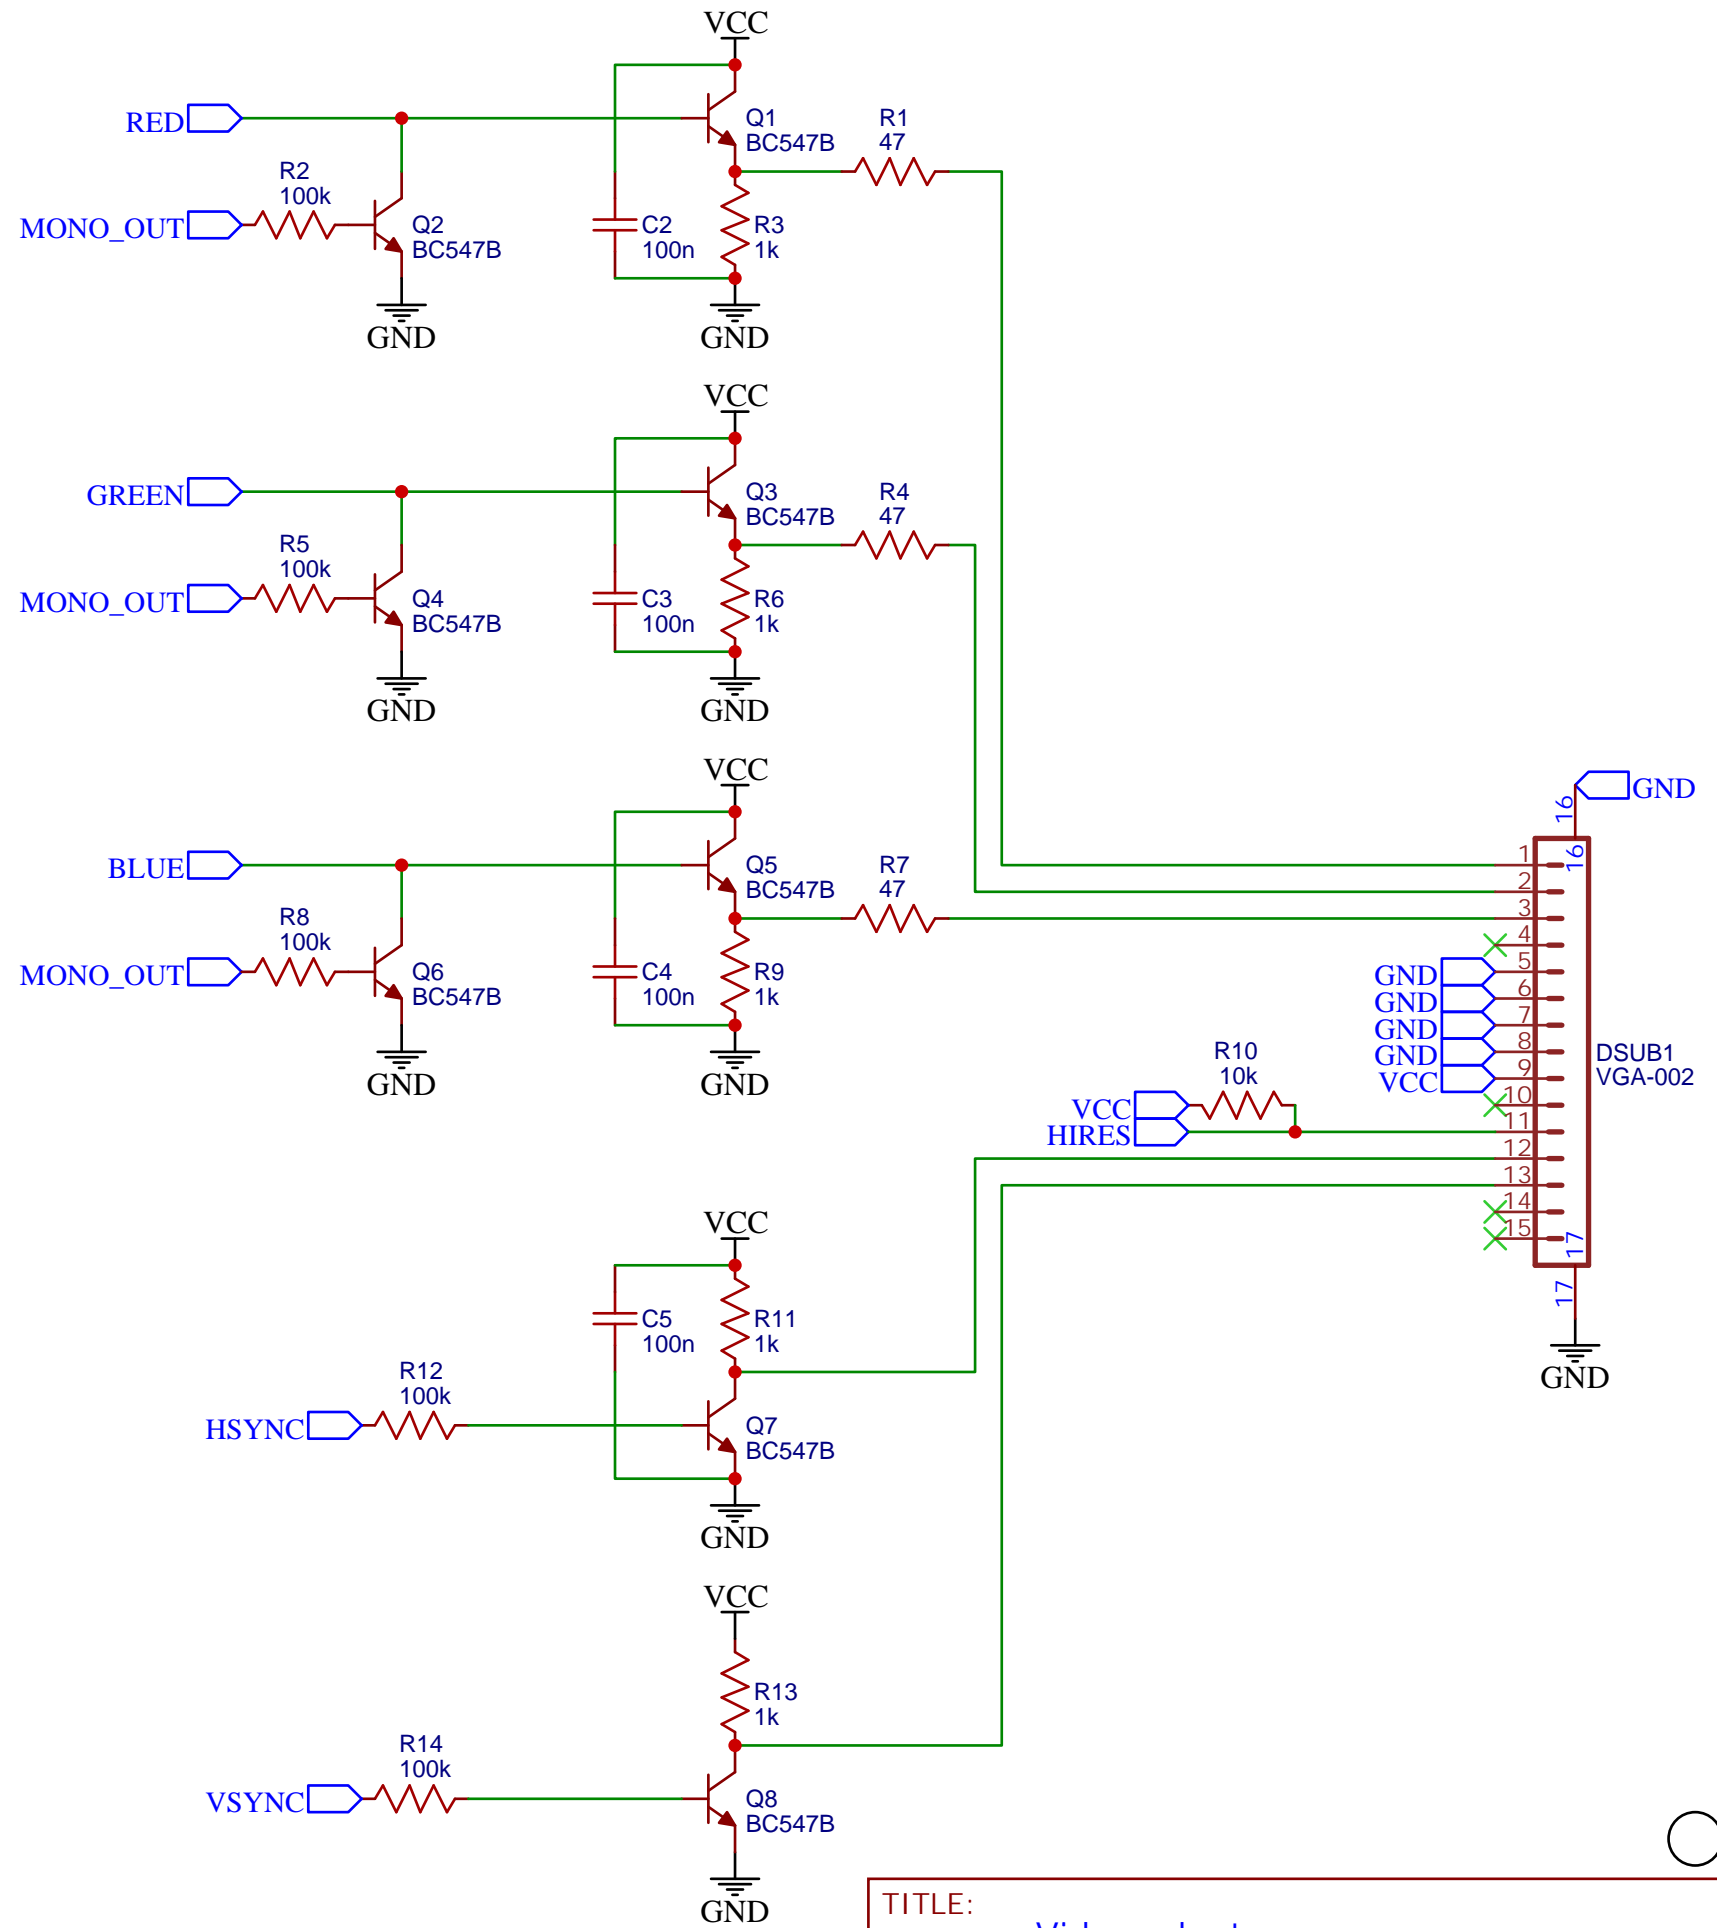 VCC
RED
Q1
BC547B
R1
47
R2
100k
MONO_OUT
Q2
BC547B
C2
100n
R3
1k
GND
GND
VCC
GREEN
Q3
BC547B
R4
47
R5
100k
MONO_OUT
Q4
BC547B
C3
100n
R6
1k
GND
GND
VCC
BLUE
Q5
BC547B
R7
47
R8
100k
MONO_OUT
Q6
BC547B
C4
100n
R9
1k
GND
GND
GND
16
16
1
2
3
4
GND 5
GND 6
GND 7
GND 8
VCC 9
10
11
12
13
14
15
17
17
GND
DSUB1
VGA-002
R10
10k
VCC
HIRES
VCC
C5
100n
R11
1k
R12
100k
HSYNC
Q7
BC547B
GND
VCC
R13
1k
R14
100k
VSYNC
Q8
BC547B
GND
TITLE: